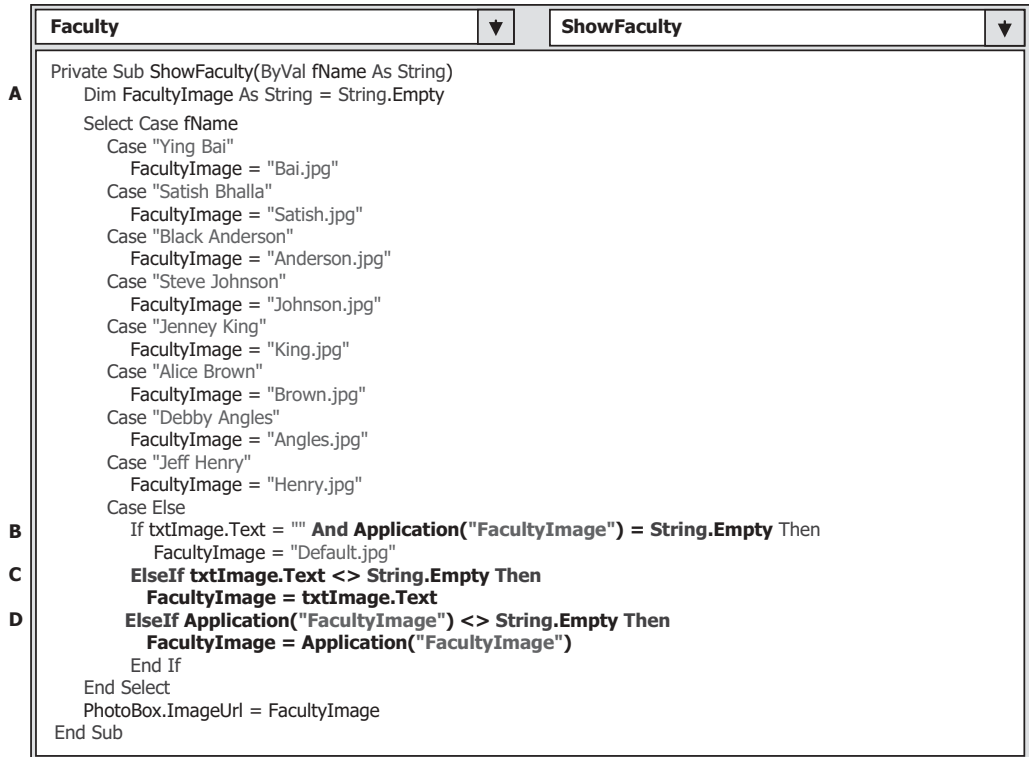 Faculty ShowFaculty
Private Sub ShowFaculty(ByVal fName As String)
A Dim FacultyImage As String = String.Empty
Select Case fName
Case "Ying Bai"
FacultyImage = "Bai.jpg"
Case "Satish Bhalla"
FacultyImage = "Satish.jpg"
Case "Black Anderson"
FacultyImage = "Anderson.jpg"
Case "Steve Johnson"
FacultyImage = "Johnson.jpg"
Case "Jenney King"
FacultyImage = "King.jpg"
Case "Alice Brown"
FacultyImage = "Brown.jpg"
Case "Debby Angles"
FacultyImage = "Angles.jpg"
Case "Jeff Henry"
FacultyImage = "Henry.jpg"
Case Else
B If txtImage.Text = "" And Application("FacultyImage") = String.Empty Then
FacultyImage = "Default.jpg"
C ElseIf txtImage.Text <> String.Empty Then
FacultyImage = txtImage.Text
D ElseIf Application("FacultyImage") <> String.Empty Then
FacultyImage = Application("FacultyImage")
End If
End Select
PhotoBox.ImageUrl = FacultyImage
End Sub